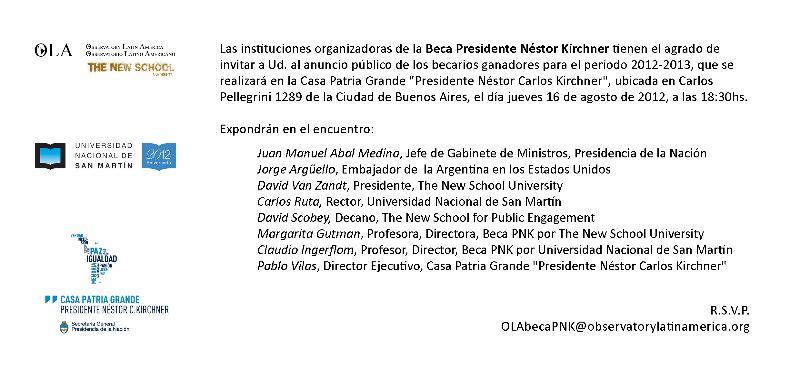 OLA
OBSERVATORY LATIN AMERICA
OBSERVATORIO LATINO AMERICANO
THE NEW SCHOOL
UNIVERSITY
Las instituciones organizadoras de la Beca Presidente Néstor Kirchner tienen el agrado de
invitar a Ud. al anuncio público de los becarios ganadores para el período 2012-2013, que se
realizará en la Casa Patria Grande "Presidente Néstor Carlos Kirchner", ubicada en Carlos
Pellegrini 1289 de la Ciudad de Buenos Aires, el día jueves 16 de agosto de 2012, a las 18:30hs.
Expondrán en el encuentro:
UNIVERSIDAD
NACIONAL DE
SAN MARTÍN
2012
Juan Manuel Abal Medina, Jefe de Gabinete de Ministros, Presidencia de la Nación
Jorge Argüello, Embajador de la Argentina en los Estados Unidos
David Van Zandt, Presidente, The New School University
Carlos Ruta, Rector, Universidad Nacional de San Martín
David Scobey, Decano, The New School for Public Engagement
Margarita Gutman, Profesora, Directora, Beca PNK por The New School University
Claudio Ingerflom, Profesor, Director, Beca PNK por Universidad Nacional de San Martín
Pablo Vilas, Director Ejecutivo, Casa Patria Grande "Presidente Néstor Carlos Kirchner"
PAZ
IGUALDAD
CASA PATRIA GRANDE
PRESIDENTE NÉSTOR C.KIRCHNER
Secretaría General
Presidencia de la Nación
R.S.V.P.
OLAbecaPNK@observatorylatinamerica.org